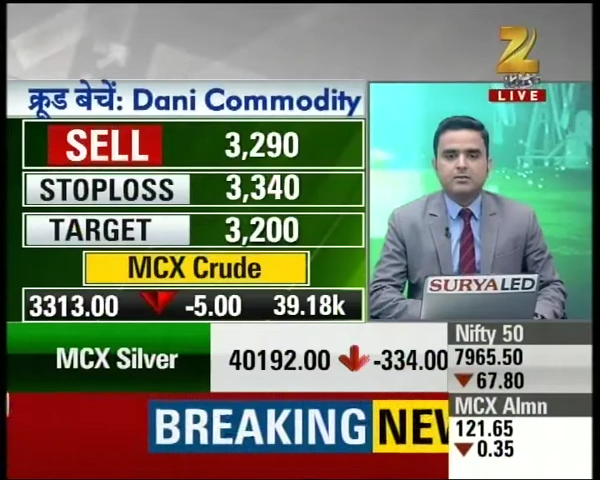 LIVE
क्रूड बेचें: Dani Commodity
SELL 3,290
STOPLOSS 3,340
TARGET 3,200
MCX Crude
3313.00 -5.00 39.18k
SURYA LED
MCX Silver 40192.00 -334.00
Nifty 50
7965.50
67.80
MCX Almn
121.65
0.35
BREAKING NEW